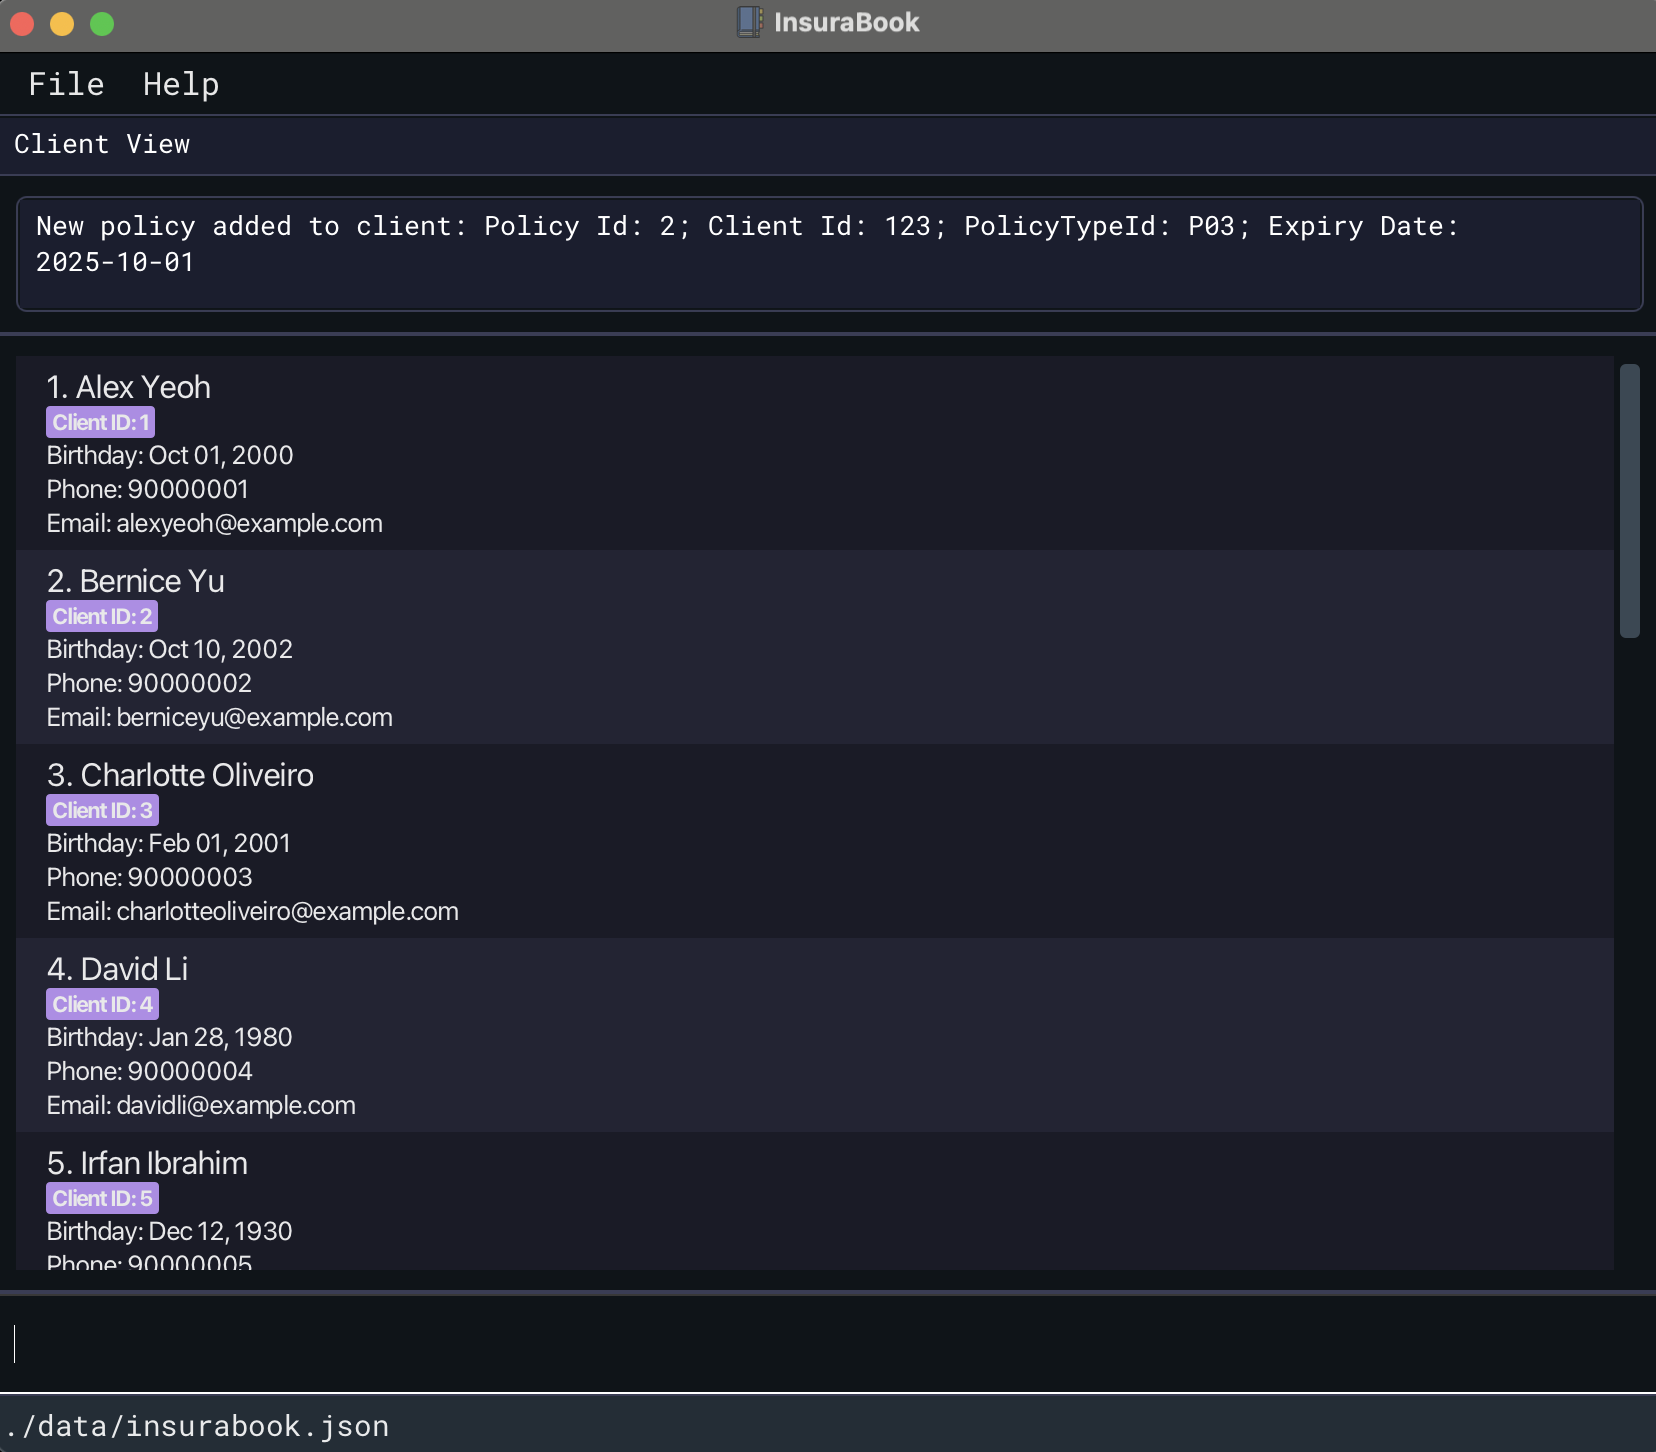 InsuraBook
File Help
Client View
New policy added to client: Policy Id: 2; Client Id: 123; PolicyTypeId: P03; Expiry Date:
2025-10-01
1. Alex Yeoh
Client ID: 1
Birthday: Oct 01, 2000
Phone: 90000001
Email: alexyeoh@example.com
2. Bernice Yu
Client ID: 2
Birthday: Oct 10, 2002
Phone: 90000002
Email: berniceyu@example.com
3. Charlotte Oliveiro
Client ID: 3
Birthday: Feb 01, 2001
Phone: 90000003
Email: charlotteoliveiro@example.com
4. David Li
Client ID: 4
Birthday: Jan 28, 1980
Phone: 90000004
Email: davidli@example.com
5. Irfan Ibrahim
Client ID: 5
Birthday: Dec 12, 1930
Phone: 90000005
./data/insurabook.json